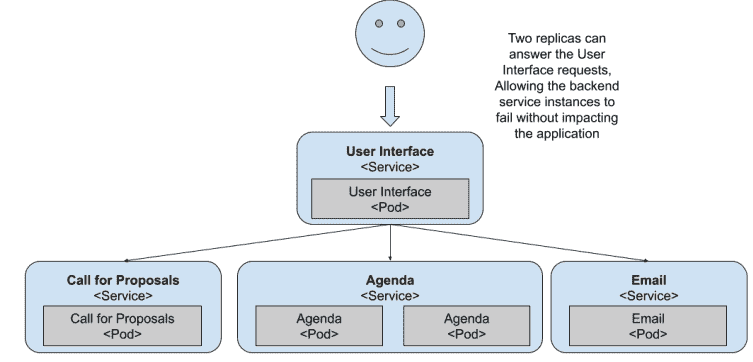 Two replicas can
answer the User
Interface requests,
Allowing the backend
service instances to
fail without impacting
the application
User Interface
<Service>
User Interface
<Pod>
Call for Proposals
<Service>
Call for Proposals
<Pod>
Agenda
<Service>
Agenda
<Pod>
Agenda
<Pod>
Email
<Service>
Email
<Pod>